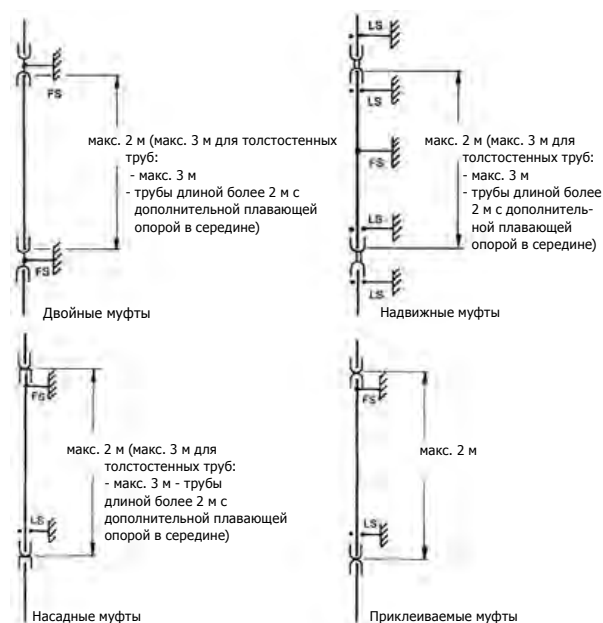 FS
макс. 2 м (макс. 3 м для толстостенных
труб:
- макс. 3 м
- трубы длиной более 2 м с
дополнительной плавающей
опорой в середине)
FS
Двойные муфты
LS
LS
макс. 2 м (макс. 3 м для
толстостенных труб:
- макс. 3 м
- трубы длиной более
2 м с дополнитель-
ной плавающей
опорой в середине)
FS
LS
LS
Надвижные муфты
FS
макс. 2 м (макс. 3 м для
толстостенных труб:
- макс. 3 м - трубы
длиной более 2 м с
дополнительной плавающей
опорой в середине)
LS
Насадные муфты
FS
макс. 2 м
LS
Приклеиваемые муфты